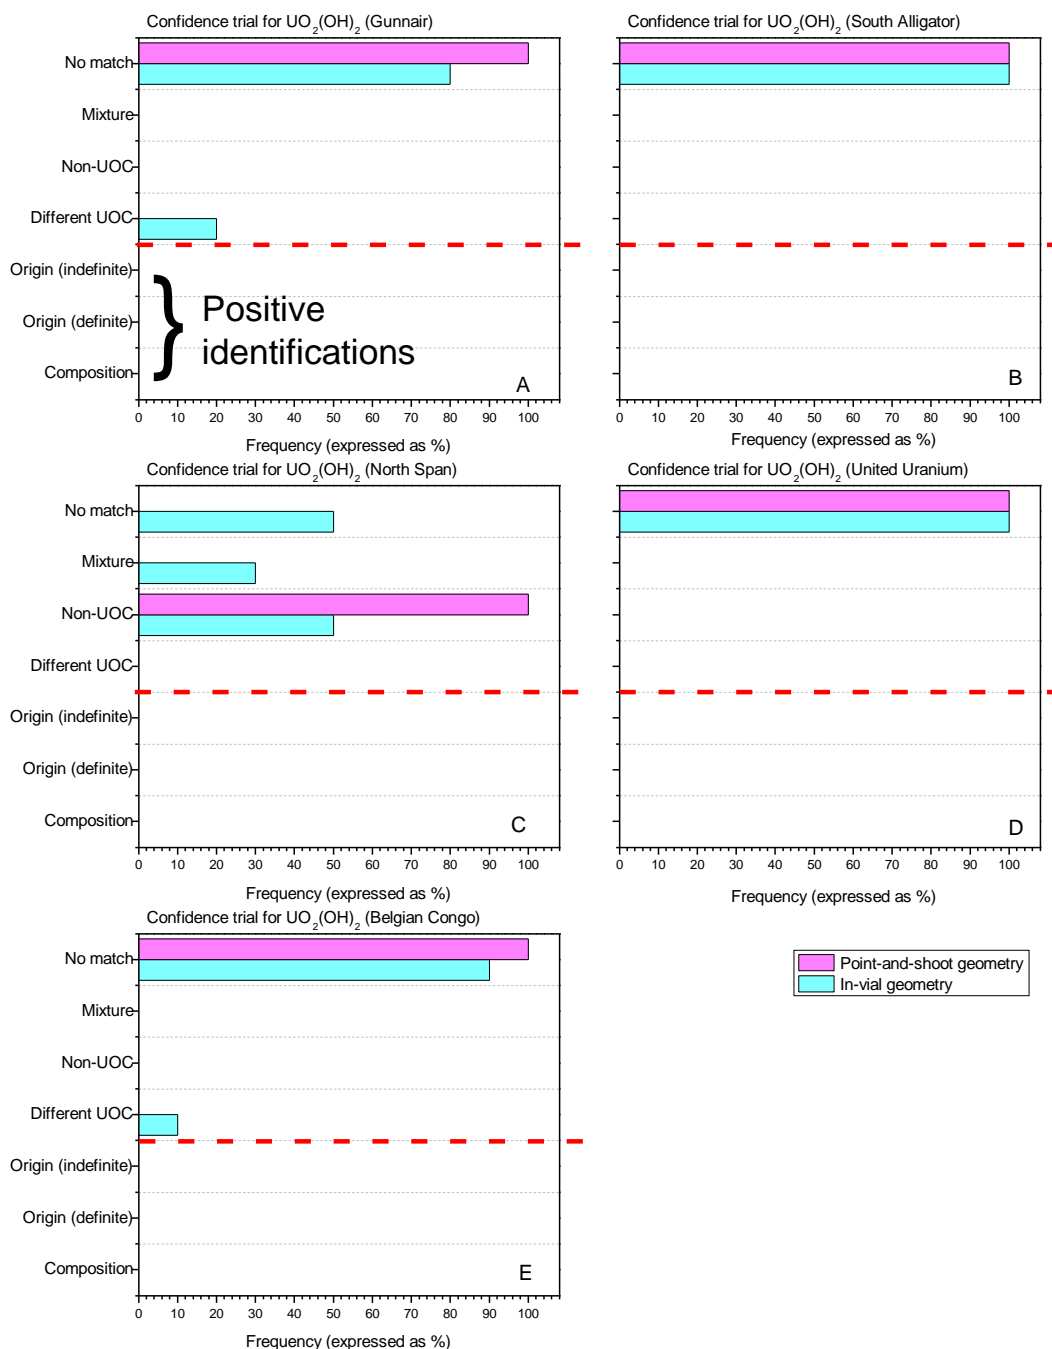 Confidence trial for UO2(OH)2 (Gunnair)
No match
Mixture
Non-UOC
Different UOC
Origin (indefinite)
Origin (definite)
Composition
} Positive
identifications
A
0 10 20 30 40 50 60 70 80 90 100
Frequency (expressed as %)
Confidence trial for UO2(OH)2 (South Alligator)
B
0 10 20 30 40 50 60 70 80 90 100
Frequency (expressed as %)
Confidence trial for UO2(OH)2 (North Span)
No match
Mixture
Non-UOC
Different UOC
Origin (indefinite)
Origin (definite)
Composition
C
0 10 20 30 40 50 60 70 80 90 100
Frequency (expressed as %)
Confidence trial for UO2(OH)2 (United Uranium)
D
0 10 20 30 40 50 60 70 80 90 100
Frequency (expressed as %)
Confidence trial for UO2(OH)2 (Belgian Congo)
No match
Mixture
Non-UOC
Different UOC
Origin (indefinite)
Origin (definite)
Composition
E
0 10 20 30 40 50 60 70 80 90 100
Frequency (expressed as %)
Point-and-shoot geometry
In-vial geometry